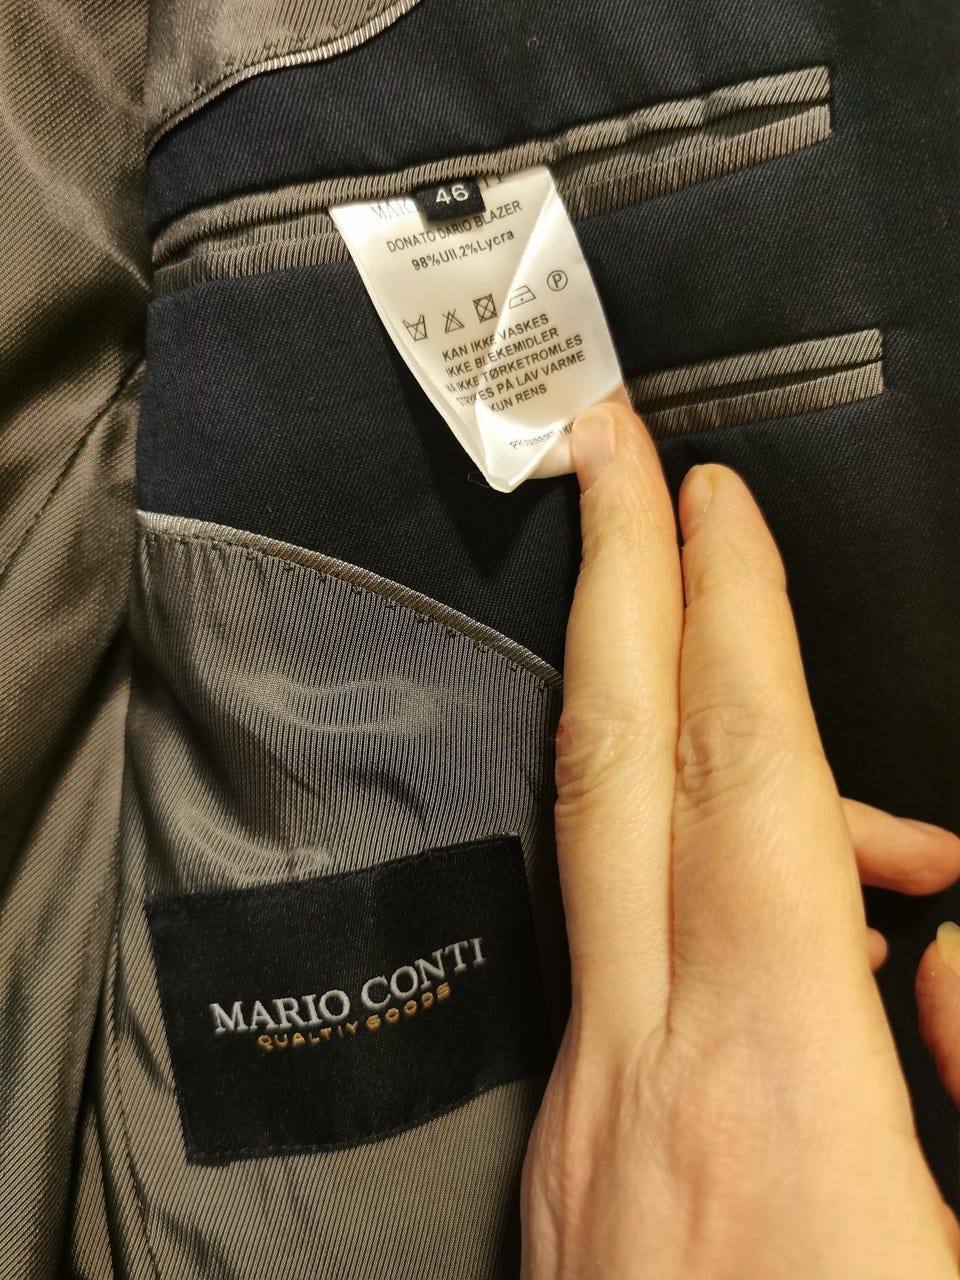 46
DONATO DARIO BLAZER
98%Ull,2%Lycra
P
KAN IKKE VASKES
IKKE BLEKEMIDLER
IKKE TØRKETROMLES
STRYKES PÅ LAV VARME
KUN RENS
MARIO CONTI
QUALTIY GOODS